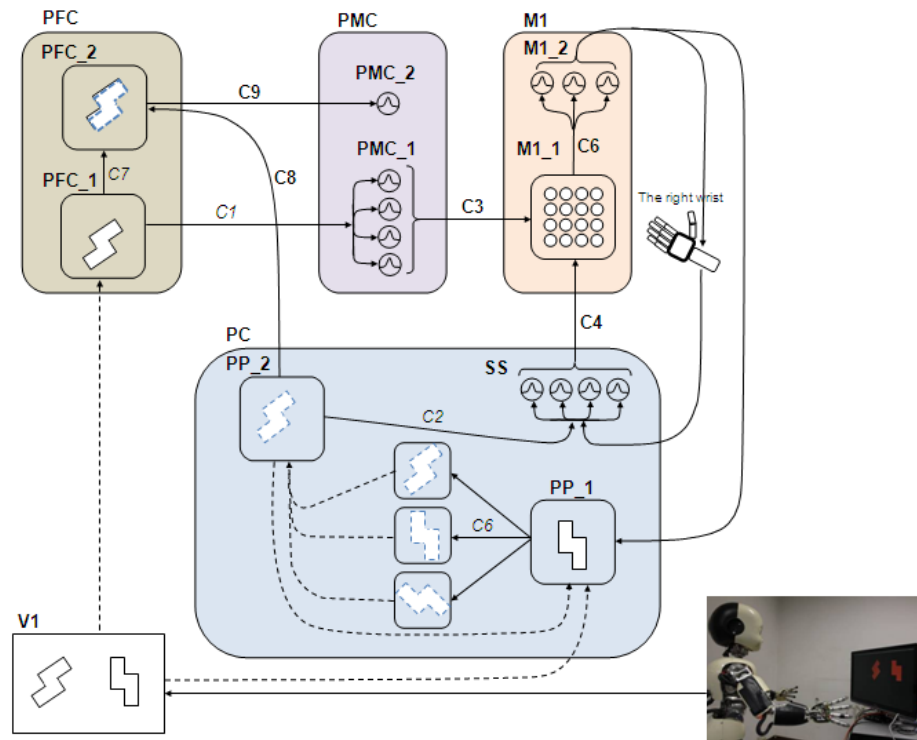 PFC
PMC
M1
PFC_2
PMC_2
M1_2
C9
PMC_1
M1_1
C6
C8
PFC_1
C7
C1
C3
The right wrist
C4
PC
PP_2
SS
C2
PP_1
C6
V1